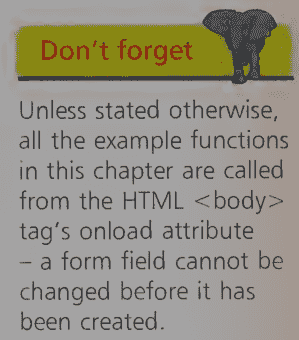 Don't forget
Unless stated otherwise,
all the example functions
in this chapter are called
from the HTML <body>
tag's onload attribute
– a form field cannot be
changed before it has
been created.